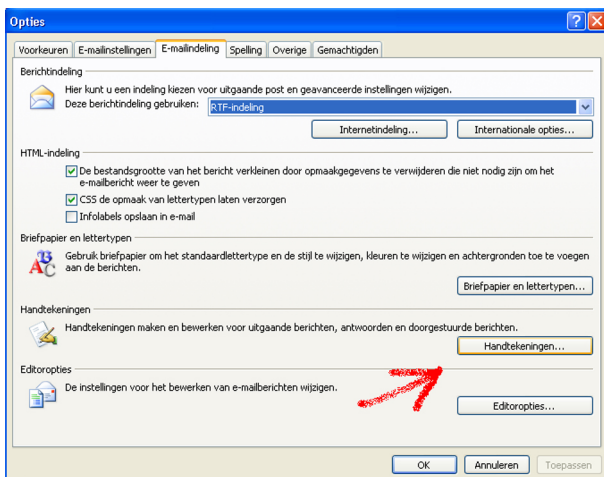 Opties
Voorkeuren E-mailinstellingen E-mailindeling Spelling Overige Gemachtigden
Berichtindeling
Hier kunt u een indeling kiezen voor uitgaande post en geavanceerde instellingen wijzigen.
Deze berichtindeling gebruiken: RTF-indeling
Internetindeling... Internationale opties...
HTML-indeling
De bestandsgrootte van het bericht verkleinen door opmaakgegevens te verwijderen die niet nodig zijn om het
e-mailbericht weer te geven
CSS de opmaak van lettertypen laten verzorgen
Infolabels opslaan in e-mail
Briefpapier en lettertypen
Gebruik briefpapier om het standaardlettertype en de stijl te wijzigen, kleuren te wijzigen en achtergronden toe te voegen
aan de berichten.
Briefpapier en lettertypen...
Handtekeningen
Handtekeningen maken en bewerken voor uitgaande berichten, antwoorden en doorgestuurde berichten.
Handtekeningen...
Editoropties
De instellingen voor het bewerken van e-mailberichten wijzigen.
Editoropties...
OK Annuleren Toepassen